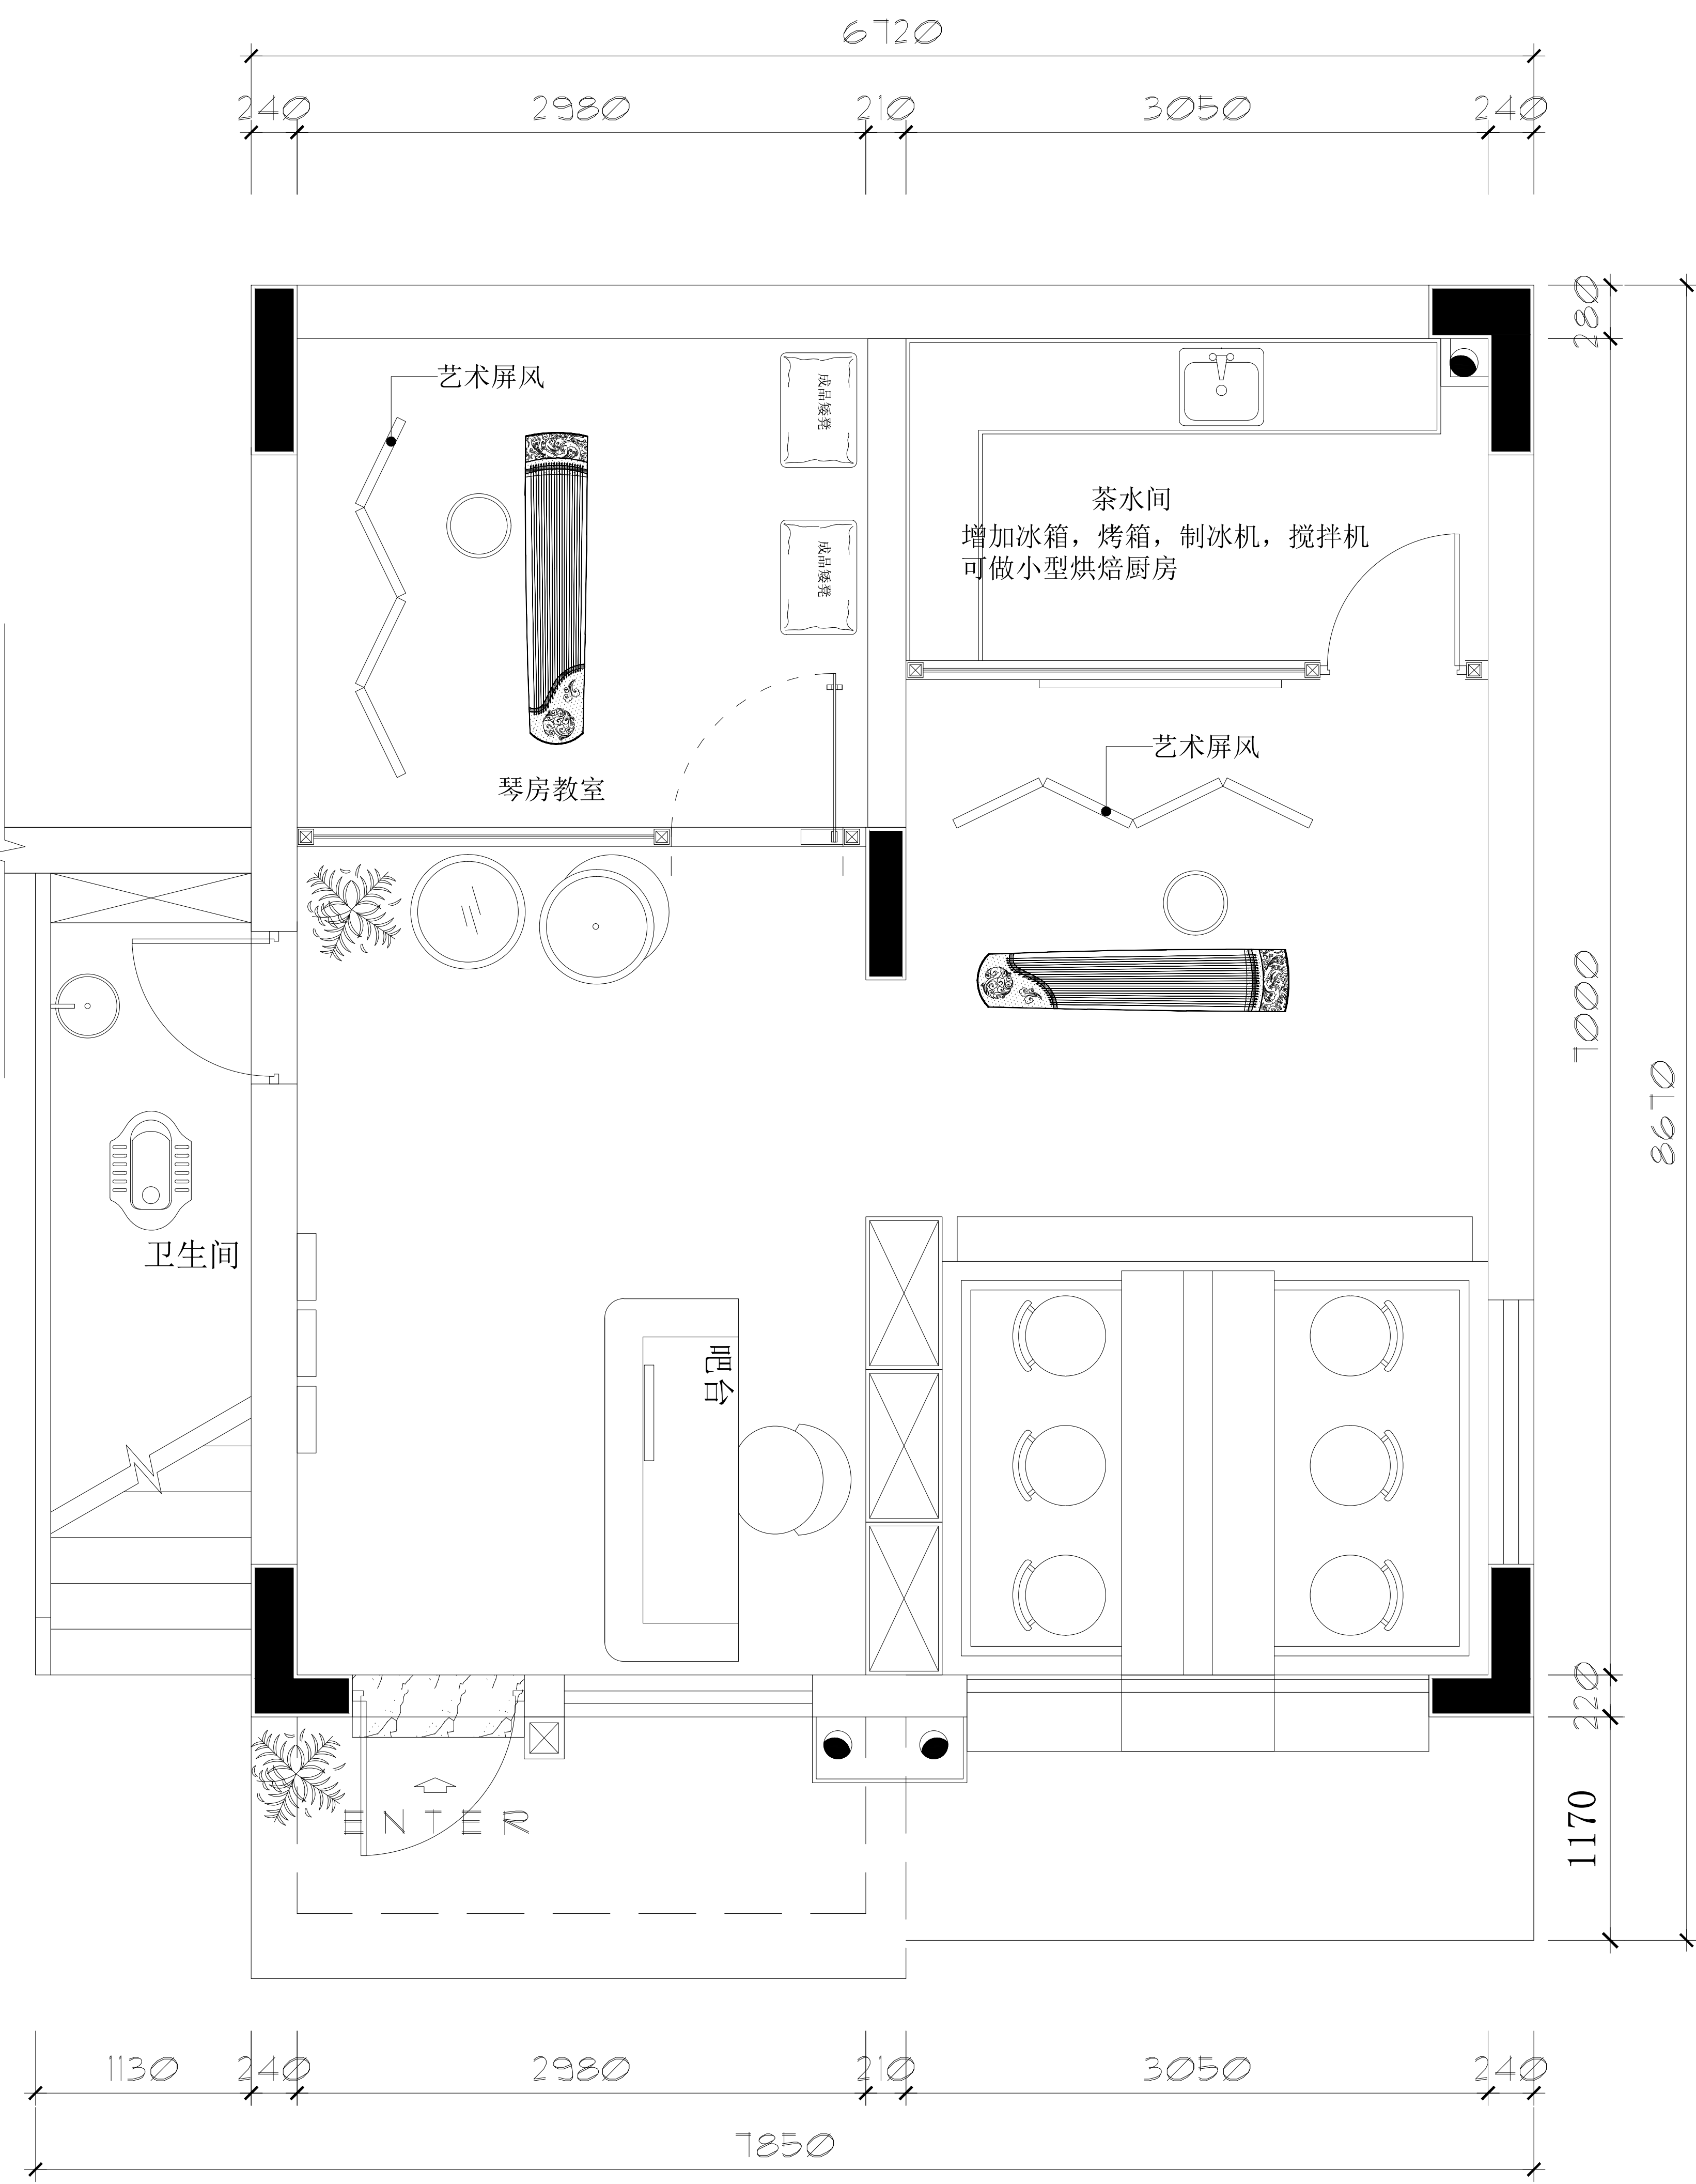 6720
240
2980
210
3050
240
280
艺术屏风
成品矮凳
茶水间
增加冰箱，烤箱，制冰机，搅拌机
可做小型烘焙厨房
成品矮凳
艺术屏风
琴房教室
7000
8670
卫生间
吧台
220
ENTER
1170
1130
240
2980
210
3050
240
7850